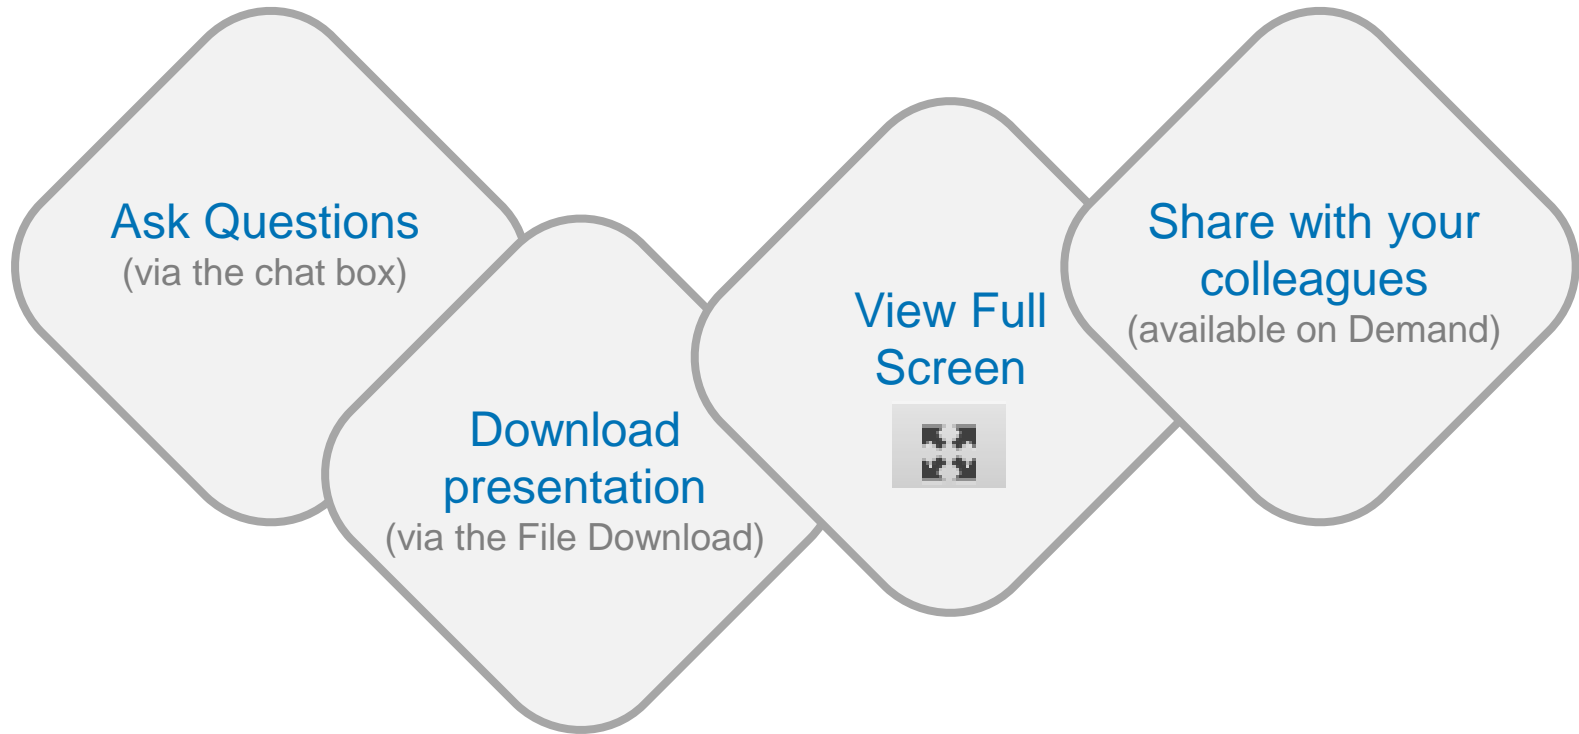 Ask Questions
(via the chat box)
Download
presentation
(via the File Download)
View Full
Screen
Share with your
colleagues
(available on Demand)